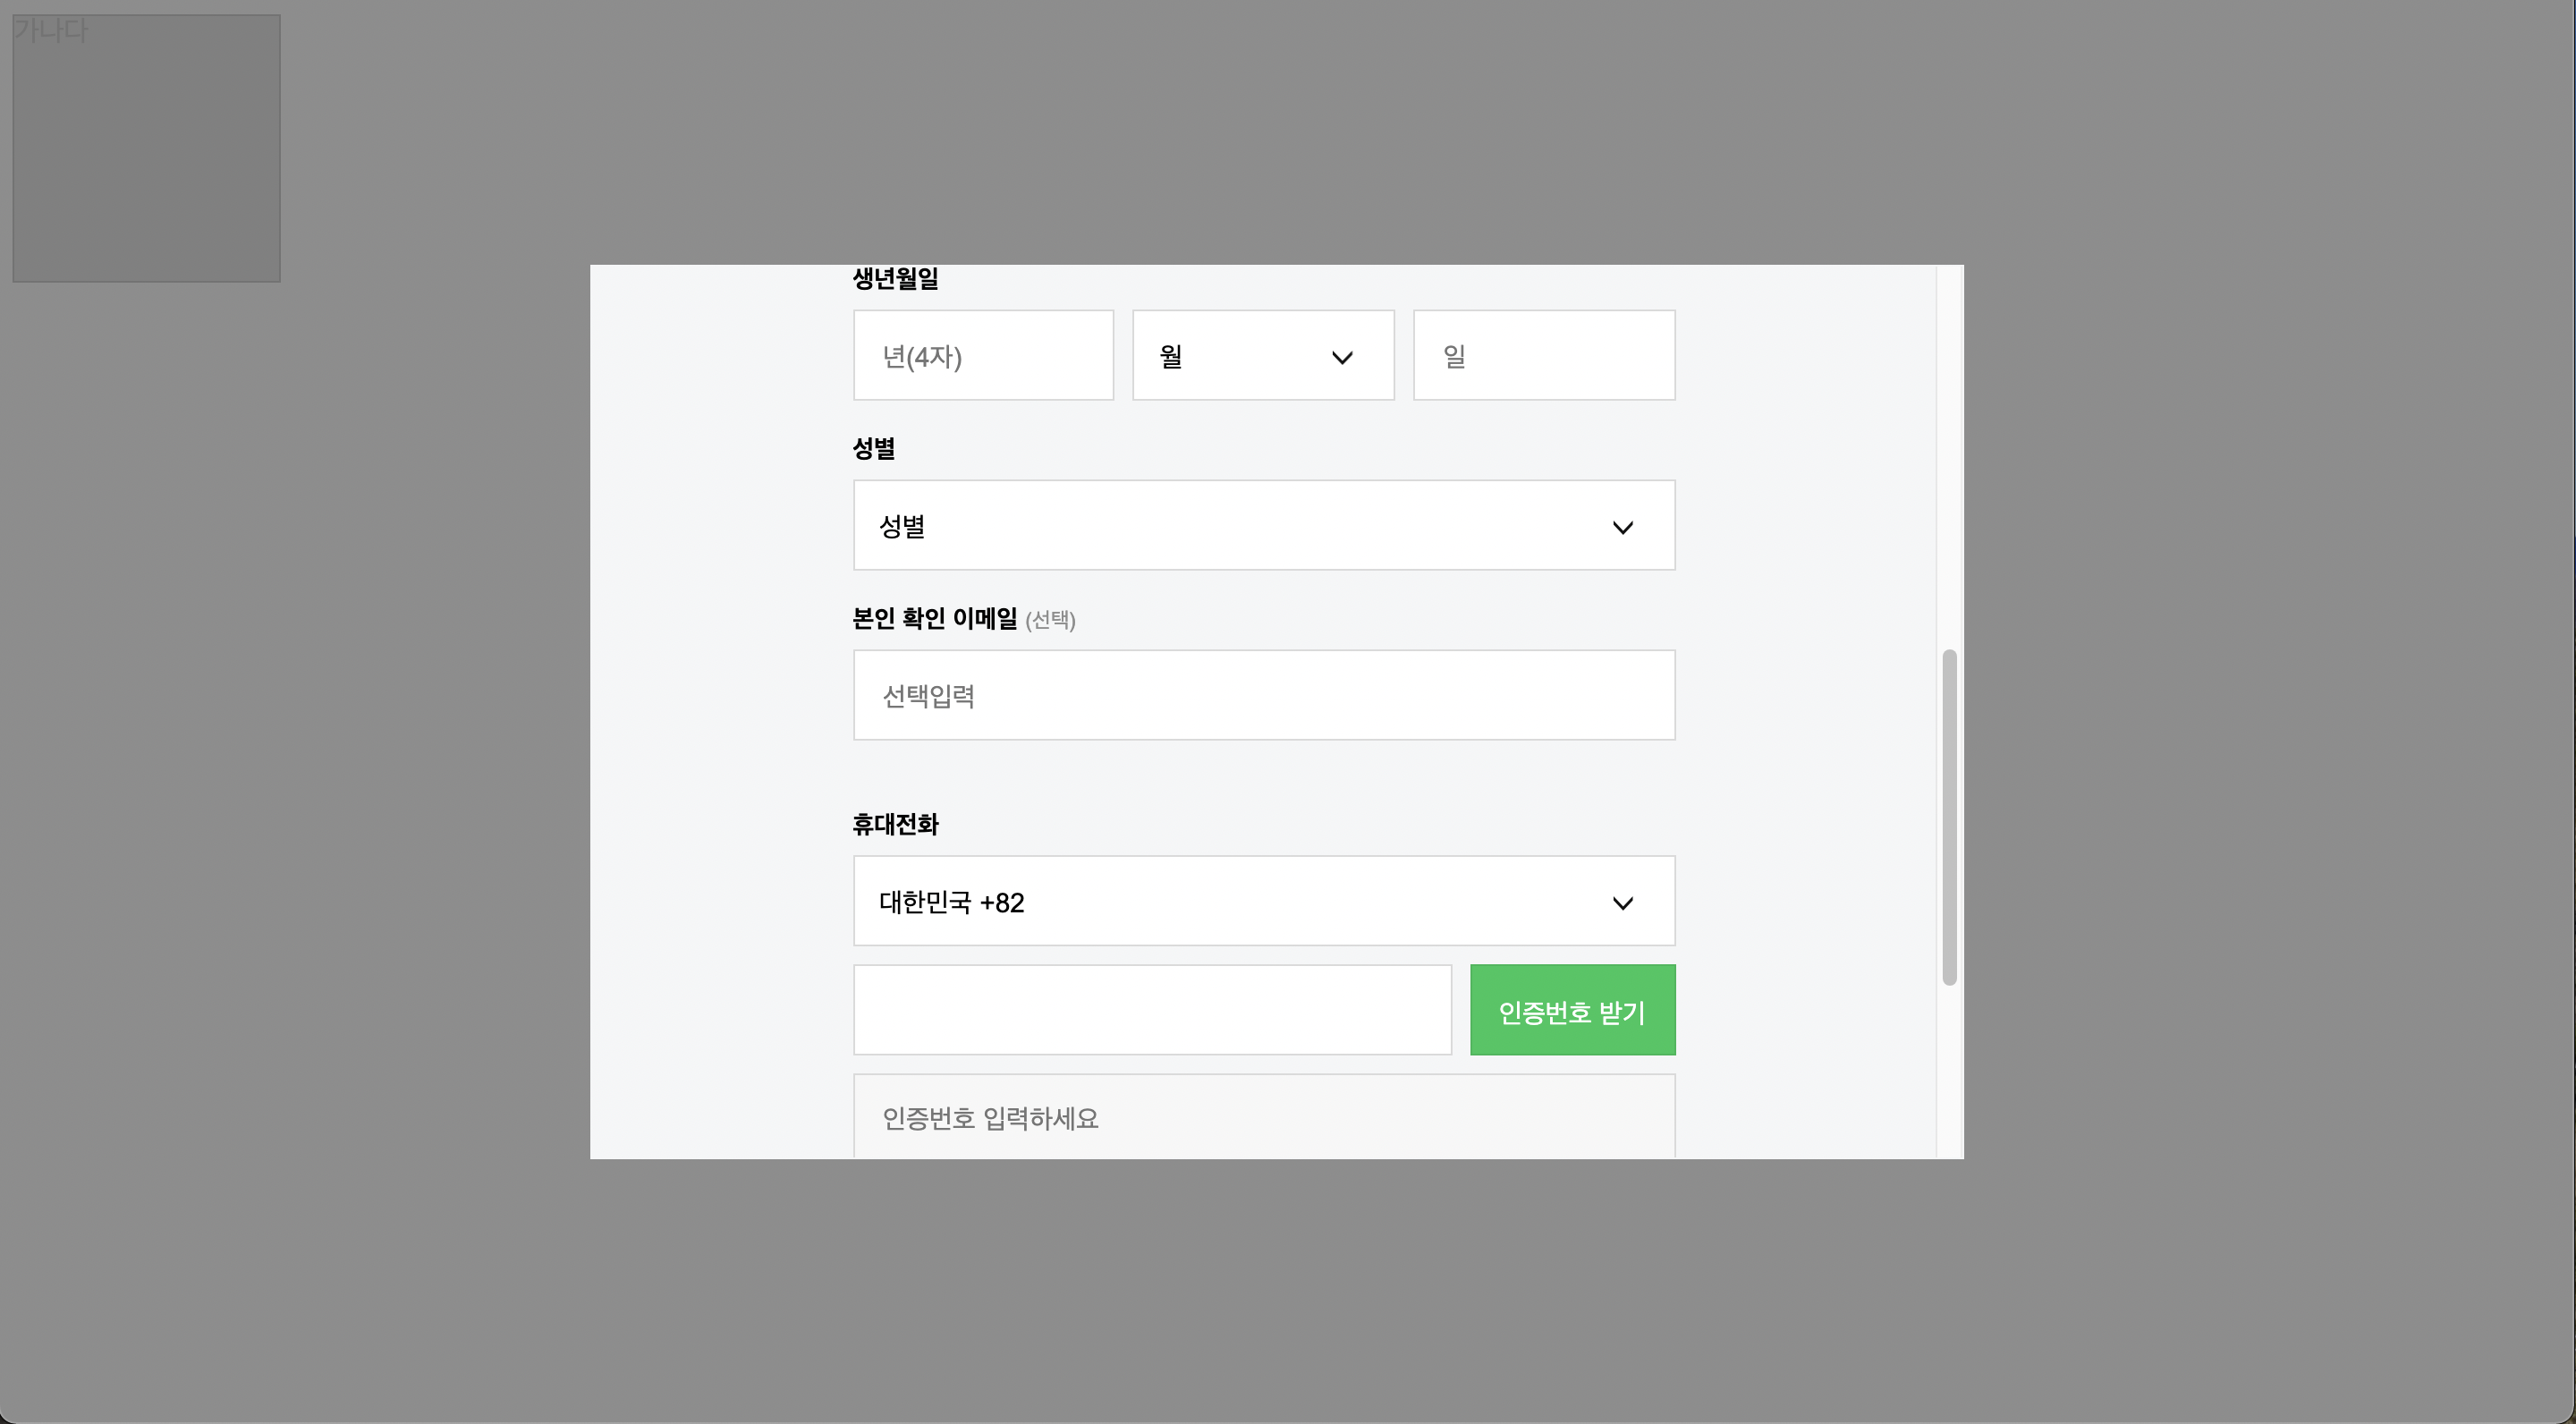 가나다
생년월일
년(4자) 월 일
성별
성별
본인 확인 이메일 (선택)
선택입력
휴대전화
대한민국 +82
인증번호 받기
인증번호 입력하세요